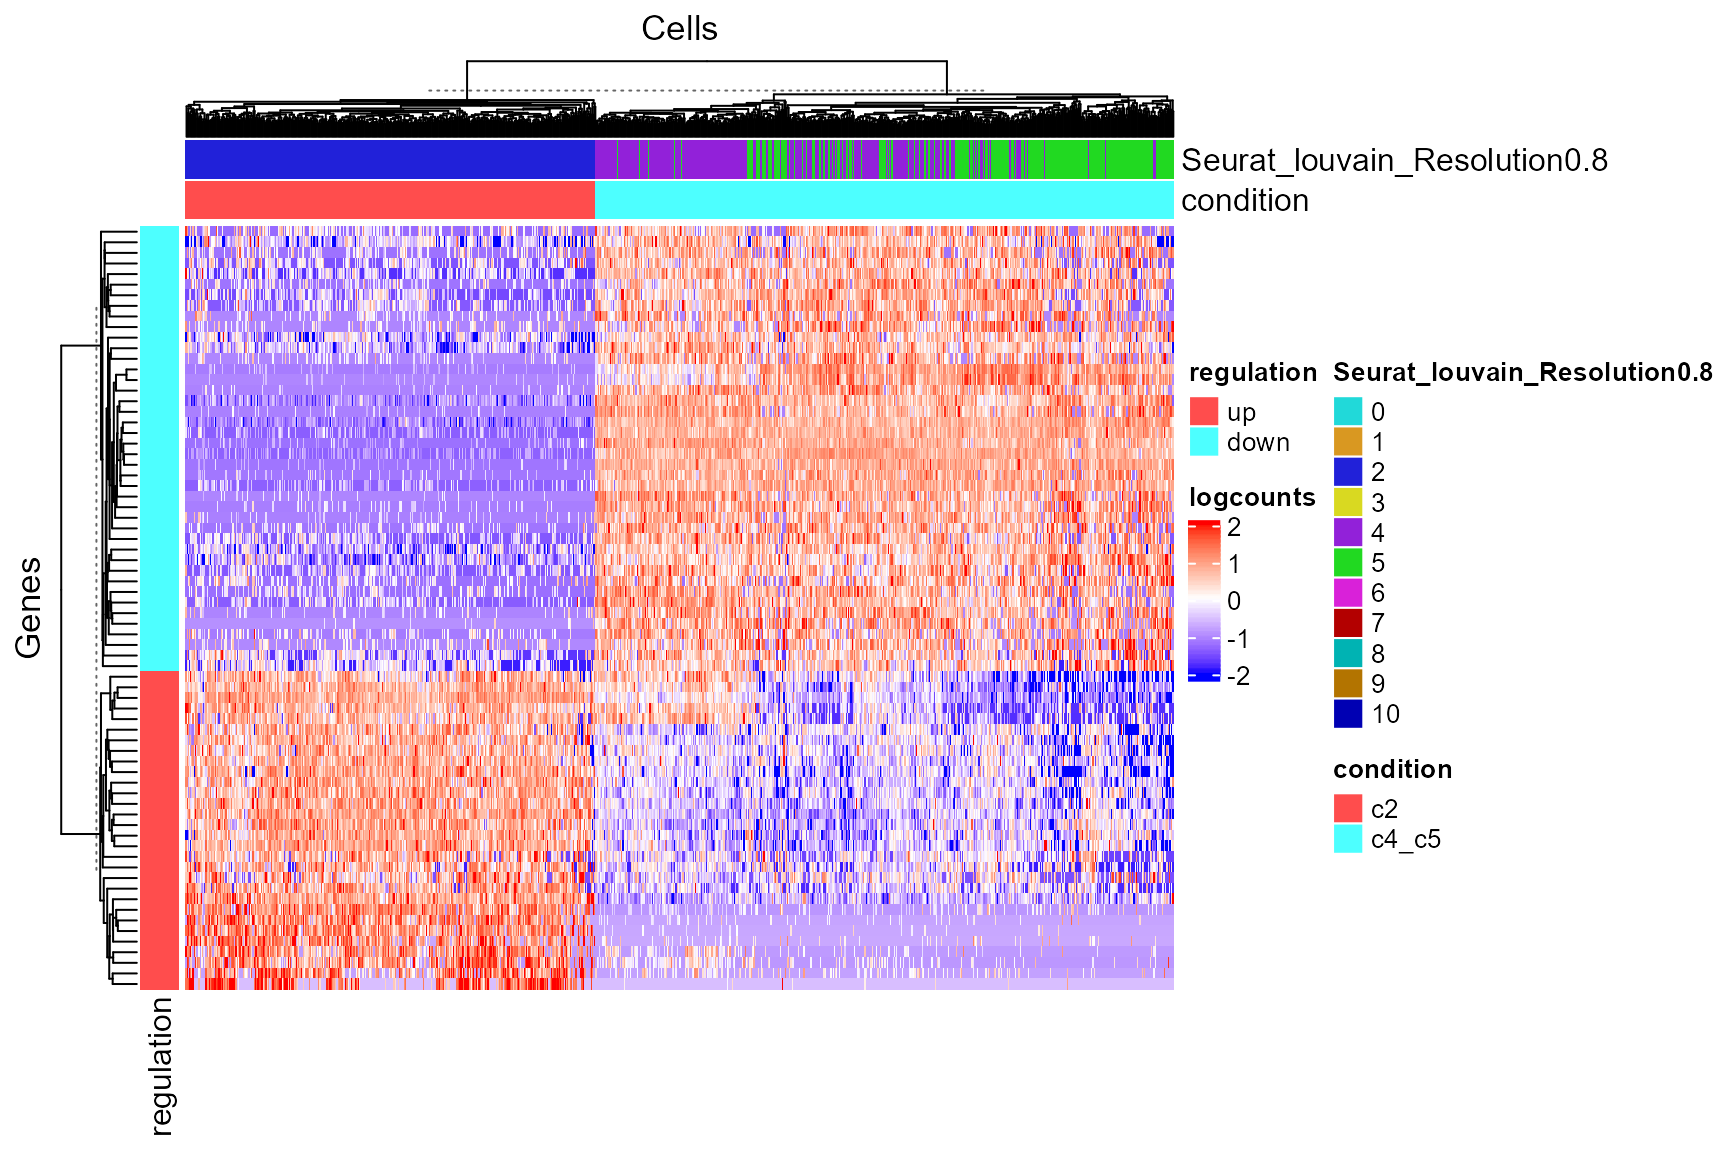 Cells
Seurat_louvain_Resolution0.8
condition
Genes
regulation
regulation
up
down
logcounts
2
1
0
-1
-2
Seurat_louvain_Resolution0.8
0
1
2
3
4
5
6
7
8
9
10
condition
c2
c4_c5